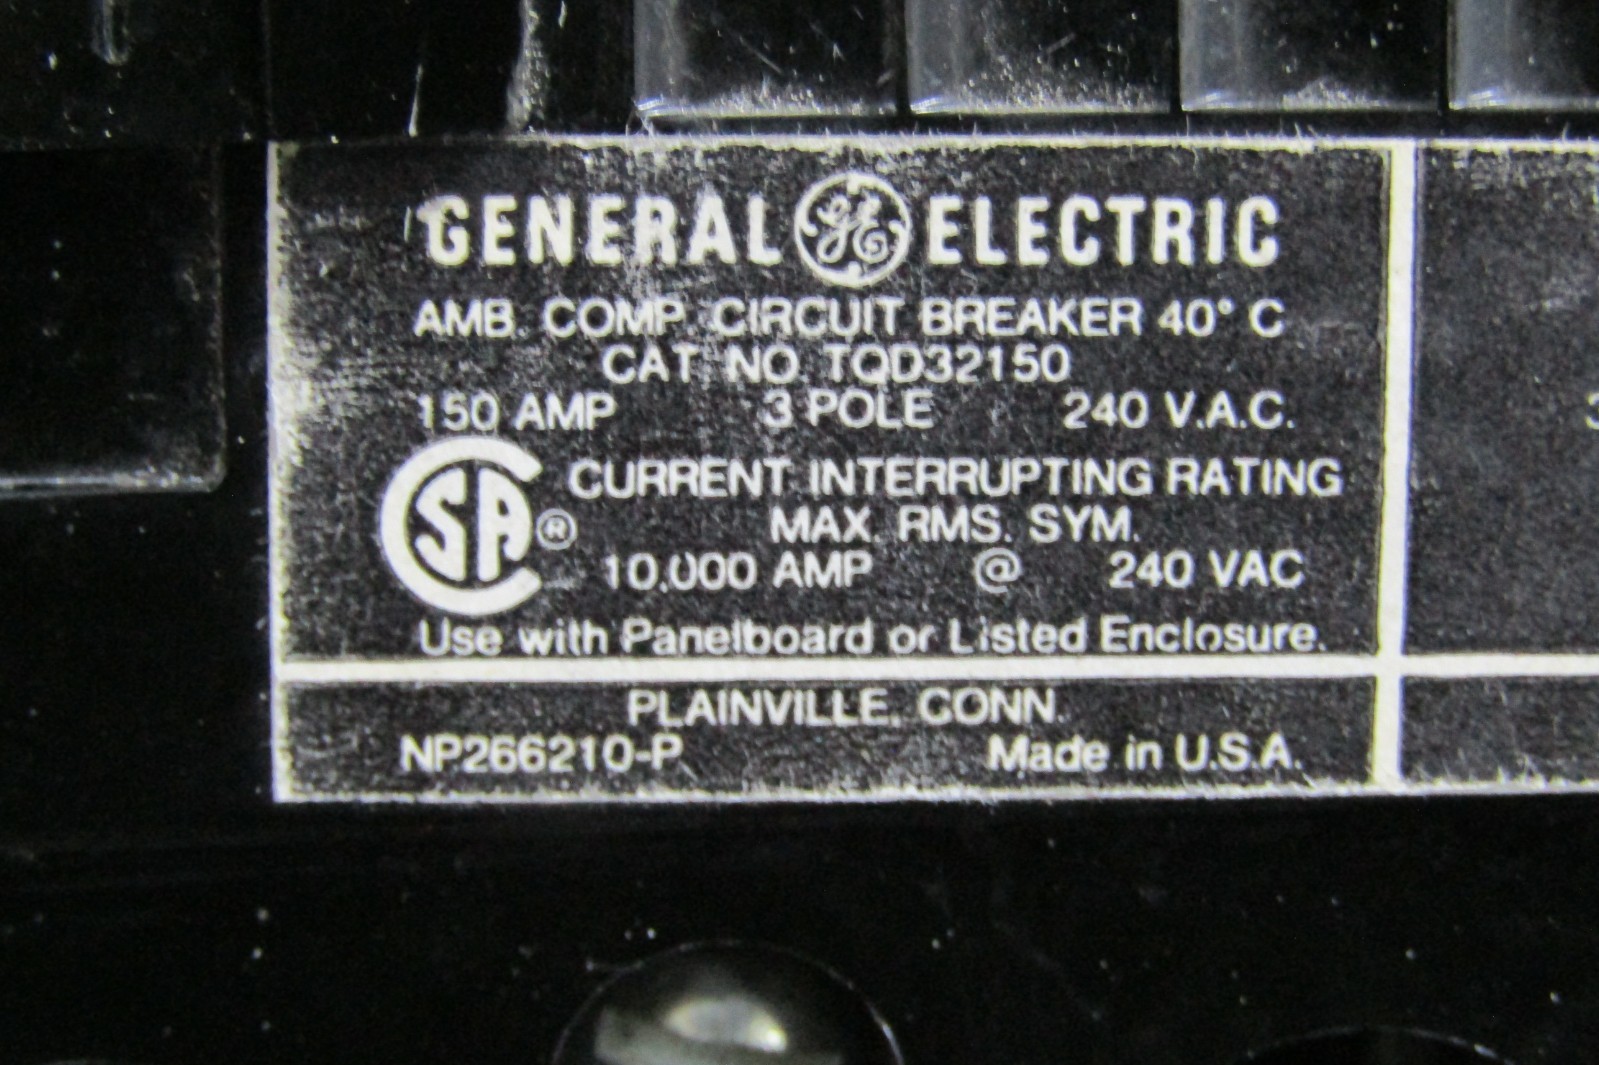 GENERAL GE ELECTRIC
AMB. COMP. CIRCUIT BREAKER 40° C
CAT. NO. TQD32150
150 AMP 3 POLE 240 V.A.C.
CSA ® CURRENT INTERRUPTING RATING
MAX. RMS. SYM.
10,000 AMP @ 240 VAC
Use with Panelboard or Listed Enclosure.
PLAINVILLE, CONN.
NP266210-P Made in U.S.A.